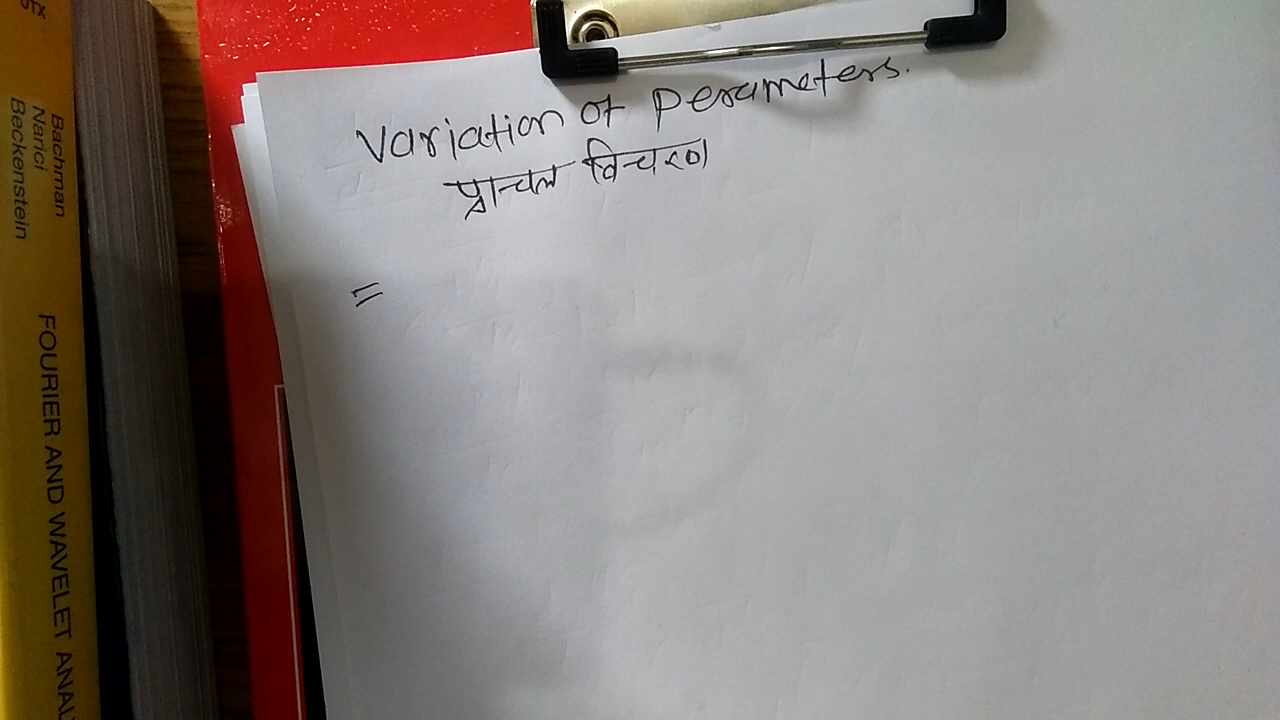 Bachman
Narici
Beckenstein
FOURIER AND WAVELET ANAL
Variation of Perameters.
प्राचल विचरण
=